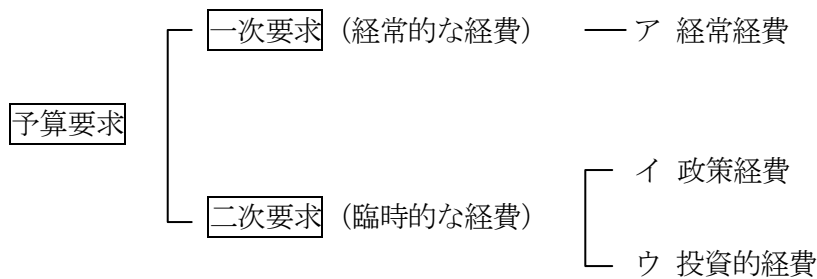 一次要求（経常的な経費） ア 経常経費
予算要求
イ 政策経費
二次要求（臨時的な経費）
ウ 投資的経費